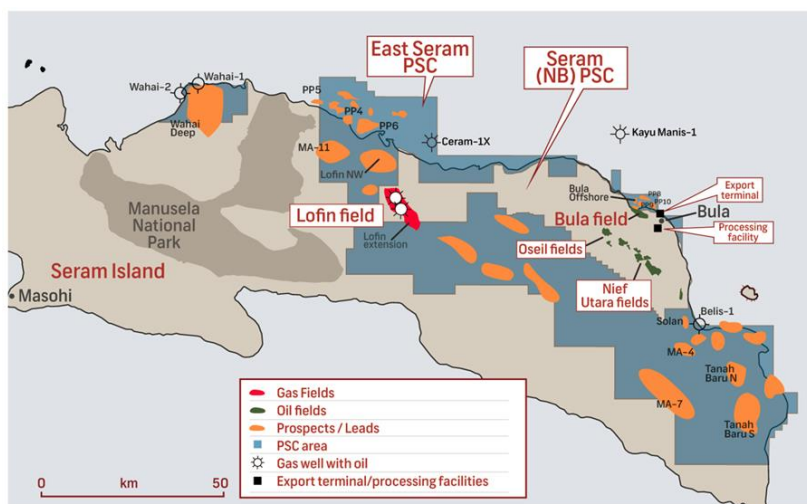 East Seram
PSC
Seram
(NB) PSC
Wahai-1
Wahai-2
Wahai
Deep
PP5
PP4
PP6
MA-11
Lofin NW
Ceram-1X
Kayu Manis-1
Manusela
National
Park
Lofin field
Lofin
extension
Bula
Offshore
PP8
PP9
PP10
Export
terminal
Bula
Bula field
Processing
facility
Oseil fields
Nief
Utara fields
Seram Island
Masohi
Solan
Belis-1
MA-4
Tanah
Baru N
MA-7
Tanah
Baru S
Gas Fields
Oil fields
Prospects / Leads
PSC area
Gas well with oil
Export terminal/processing facilities
0 km 50